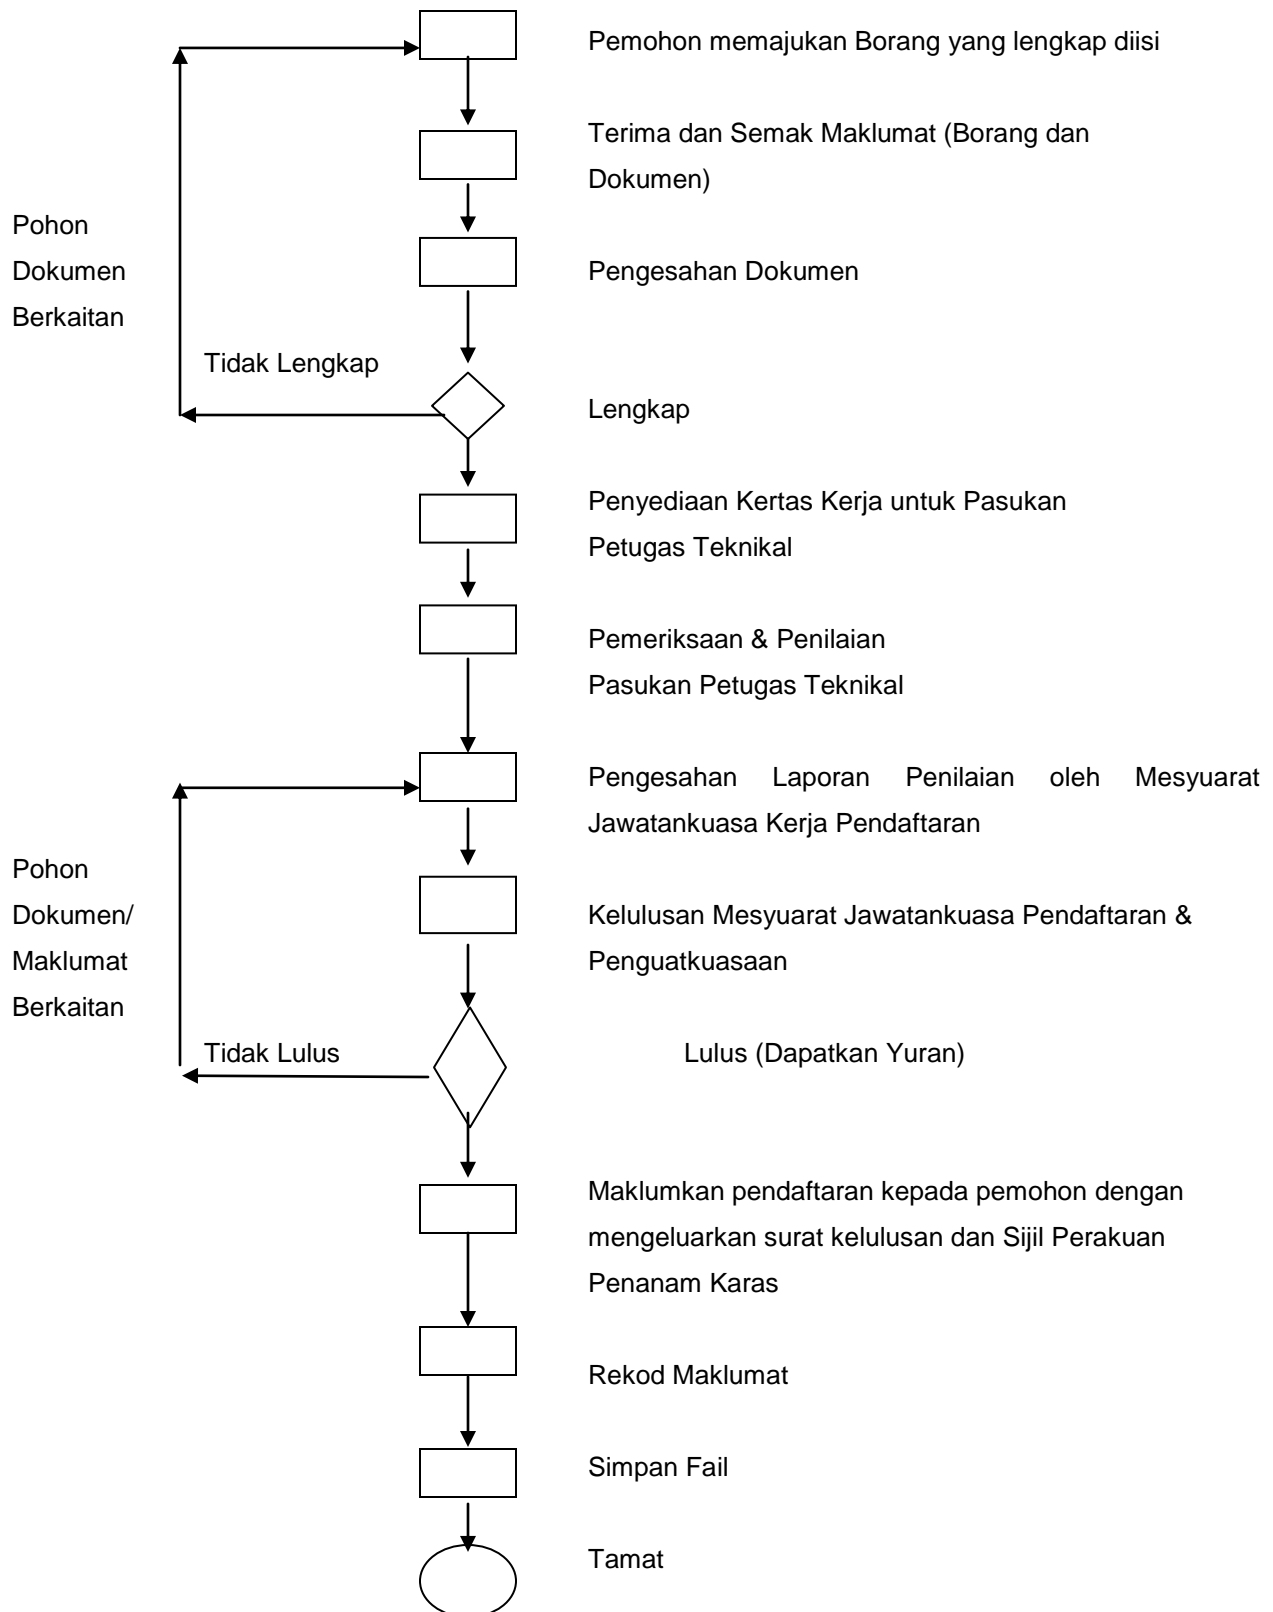 Pemohon memajukan Borang yang lengkap diisi
Terima dan Semak Maklumat (Borang dan
Dokumen)
Pohon
Dokumen
Berkaitan
Pengesahan Dokumen
Tidak Lengkap
Lengkap
Penyediaan Kertas Kerja untuk Pasukan
Petugas Teknikal
Pemeriksaan & Penilaian
Pasukan Petugas Teknikal
Pengesahan Laporan Penilaian oleh Mesyuarat
Jawatankuasa Kerja Pendaftaran
Pohon
Dokumen/
Maklumat
Berkaitan
Kelulusan Mesyuarat Jawatankuasa Pendaftaran &
Penguatkuasaan
Tidak Lulus
Lulus (Dapatkan Yuran)
Maklumkan pendaftaran kepada pemohon dengan
mengeluarkan surat kelulusan dan Sijil Perakuan
Penanam Karas
Rekod Maklumat
Simpan Fail
Tamat